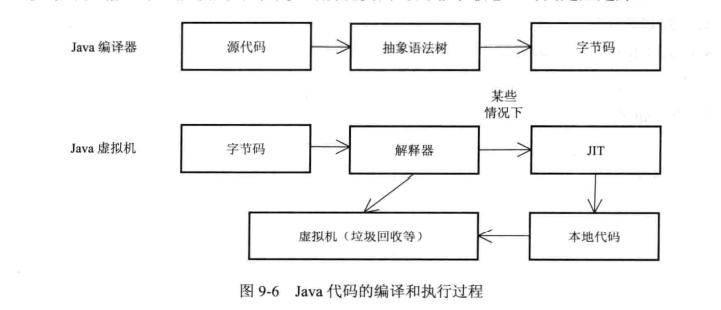 Java 编译器
源代码
抽象语法树
字节码
某些
情况下
Java 虚拟机
字节码
解释器
JIT
虚拟机（垃圾回收等）
本地代码
图 9-6 Java 代码的编译和执行过程